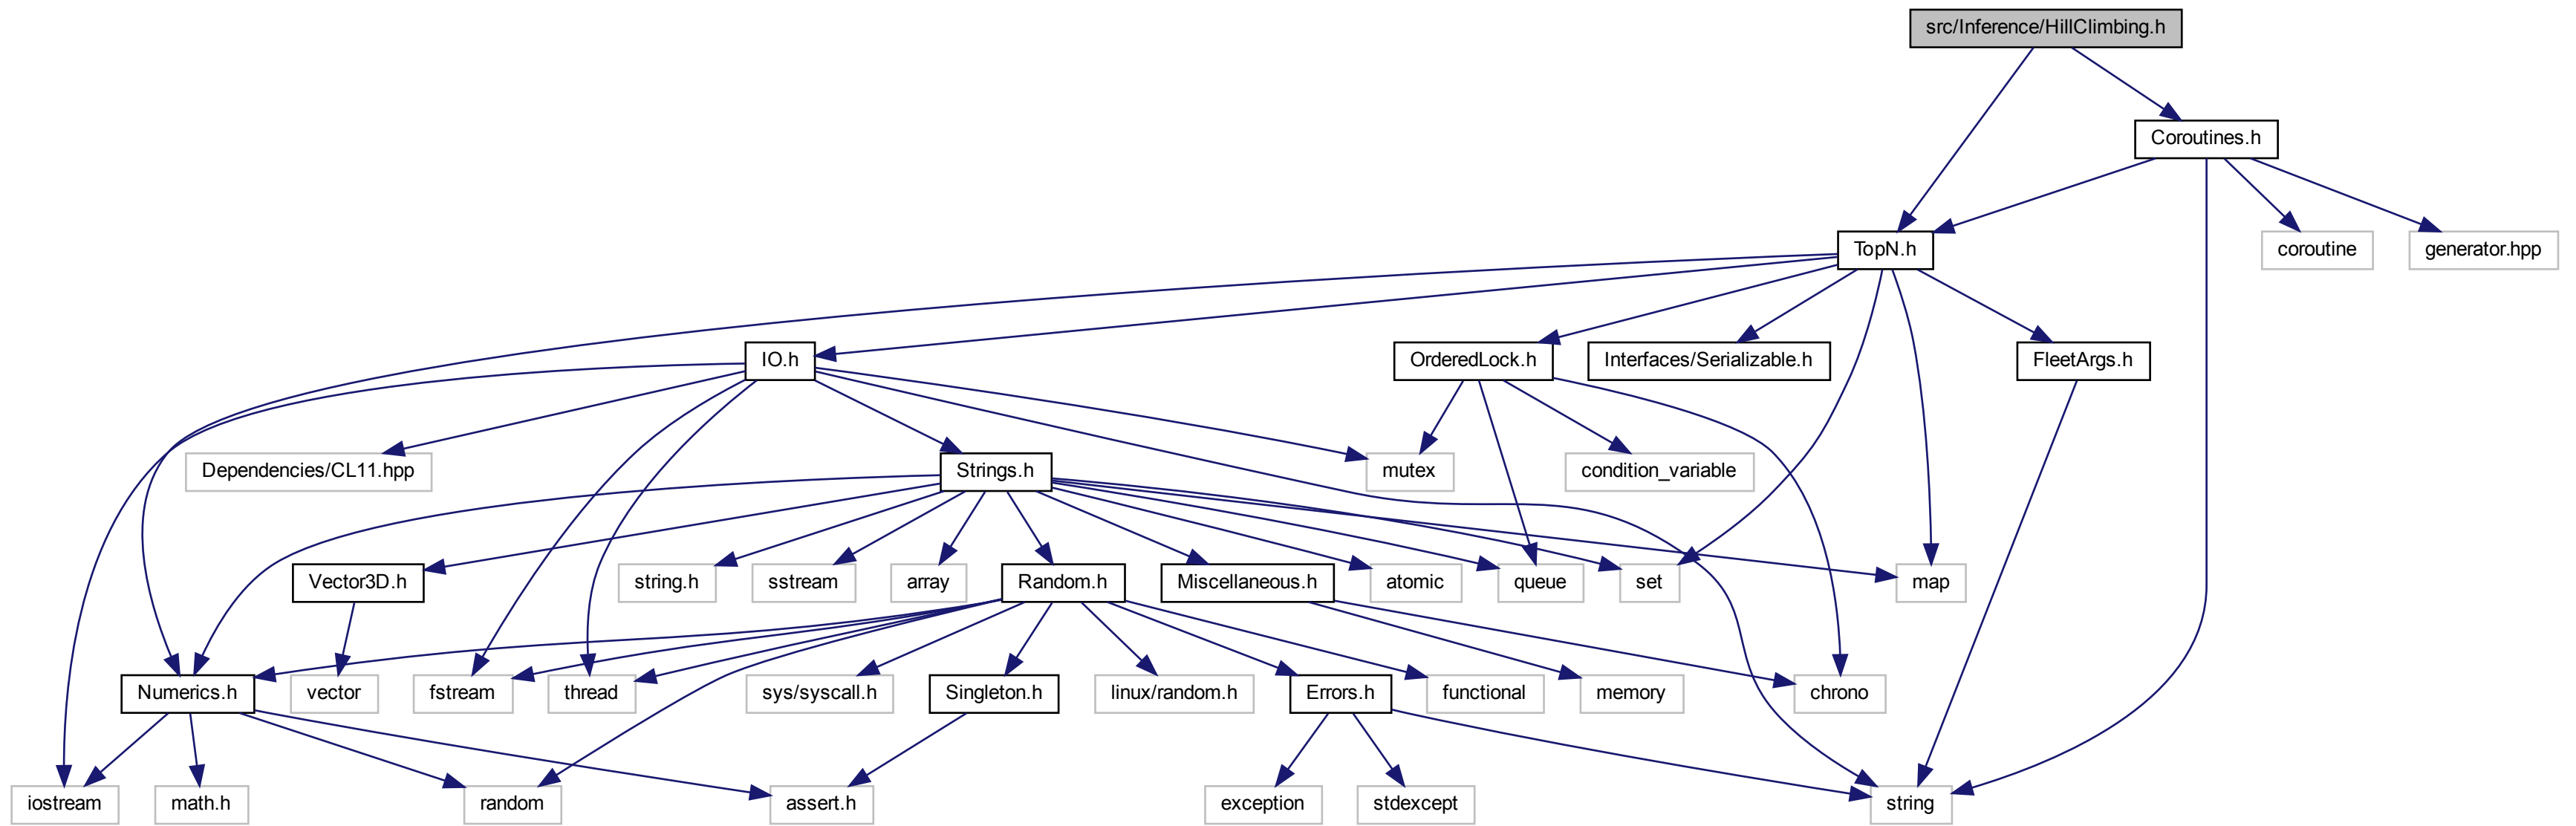 src/Inference/HillClimbing.h
Coroutines.h
TopN.h
coroutine
generator.hpp
IO.h
OrderedLock.h
Interfaces/Serializable.h
FleetArgs.h
Dependencies/CL11.hpp
Strings.h
mutex
condition_variable
Vector3D.h
string.h
sstream
array
Random.h
Miscellaneous.h
atomic
queue
set
map
Numerics.h
vector
fstream
thread
sys/syscall.h
Singleton.h
linux/random.h
Errors.h
functional
memory
chrono
iostream
math.h
random
assert.h
exception
stdexcept
string